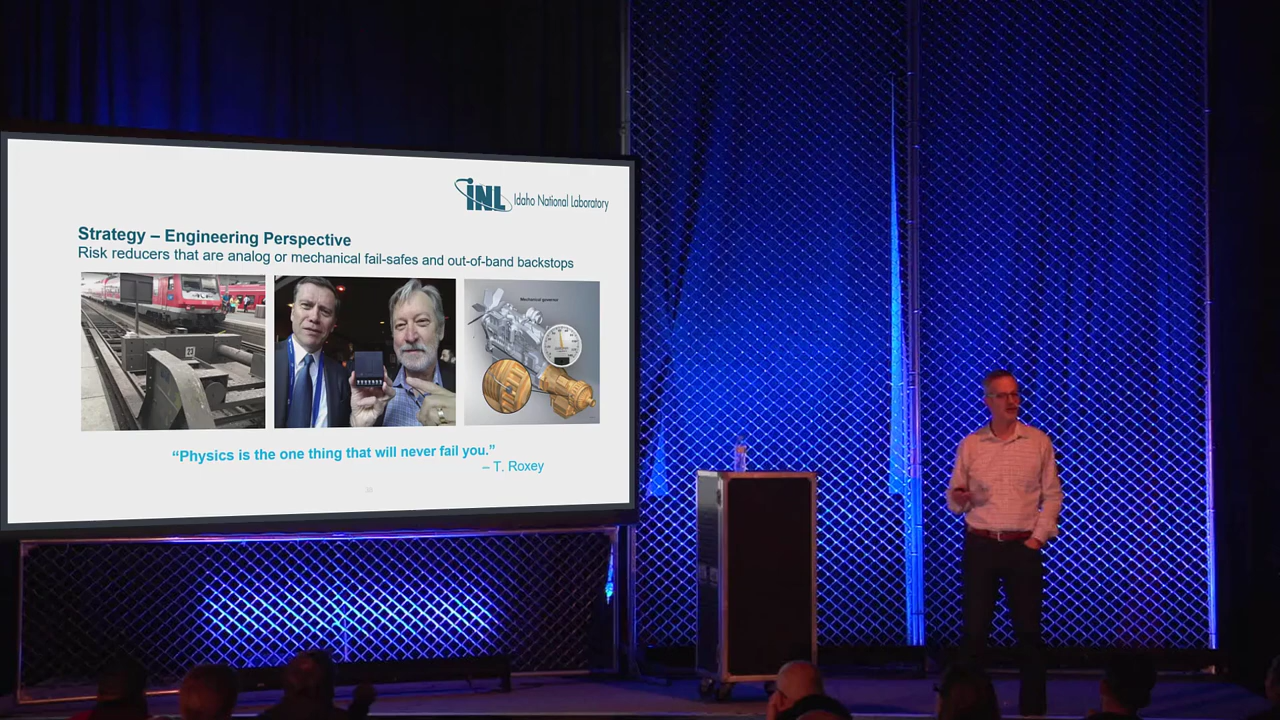 INL Idaho National Laboratory
Strategy – Engineering Perspective
Risk reducers that are analog or mechanical fail-safes and out-of-band backstops
Mechanical governor
“Physics is the one thing that will never fail you.”
– T. Roxey